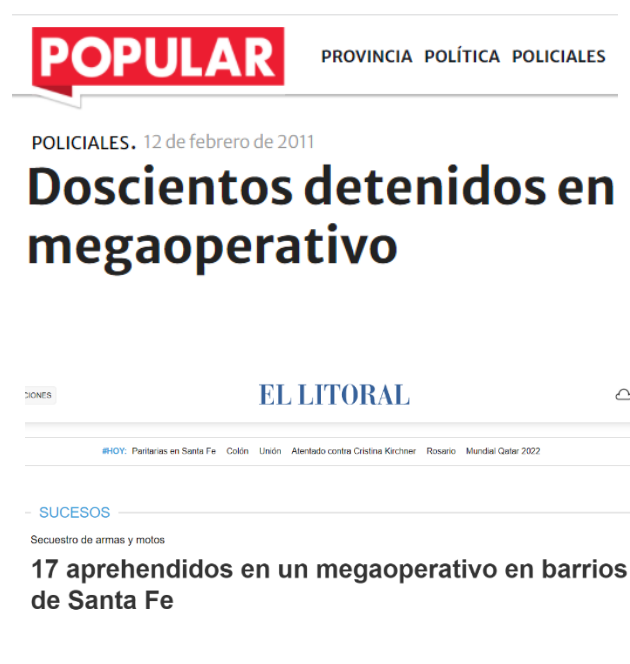 POPULAR
PROVINCIA POLÍTICA POLICIALES
POLICIALES. 12 de febrero de 2011
Doscientos detenidos en
megaoperativo
CIONES
EL LITORAL
#HOY: Paritarias en Santa Fe Colón Unión Atentado contra Cristina Kirchner Rosario Mundial Qatar 2022
SUCESOS
Secuestro de armas y motos
17 aprehendidos en un megaoperativo en barrios
de Santa Fe